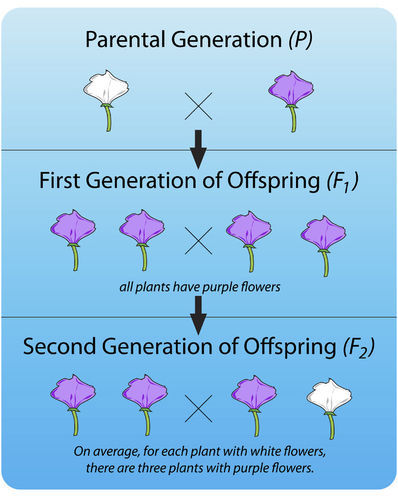 Parental Generation (P)
First Generation of Offspring (F₁)
all plants have purple flowers
Second Generation of Offspring (F₂)
On average, for each plant with white flowers,
there are three plants with purple flowers.